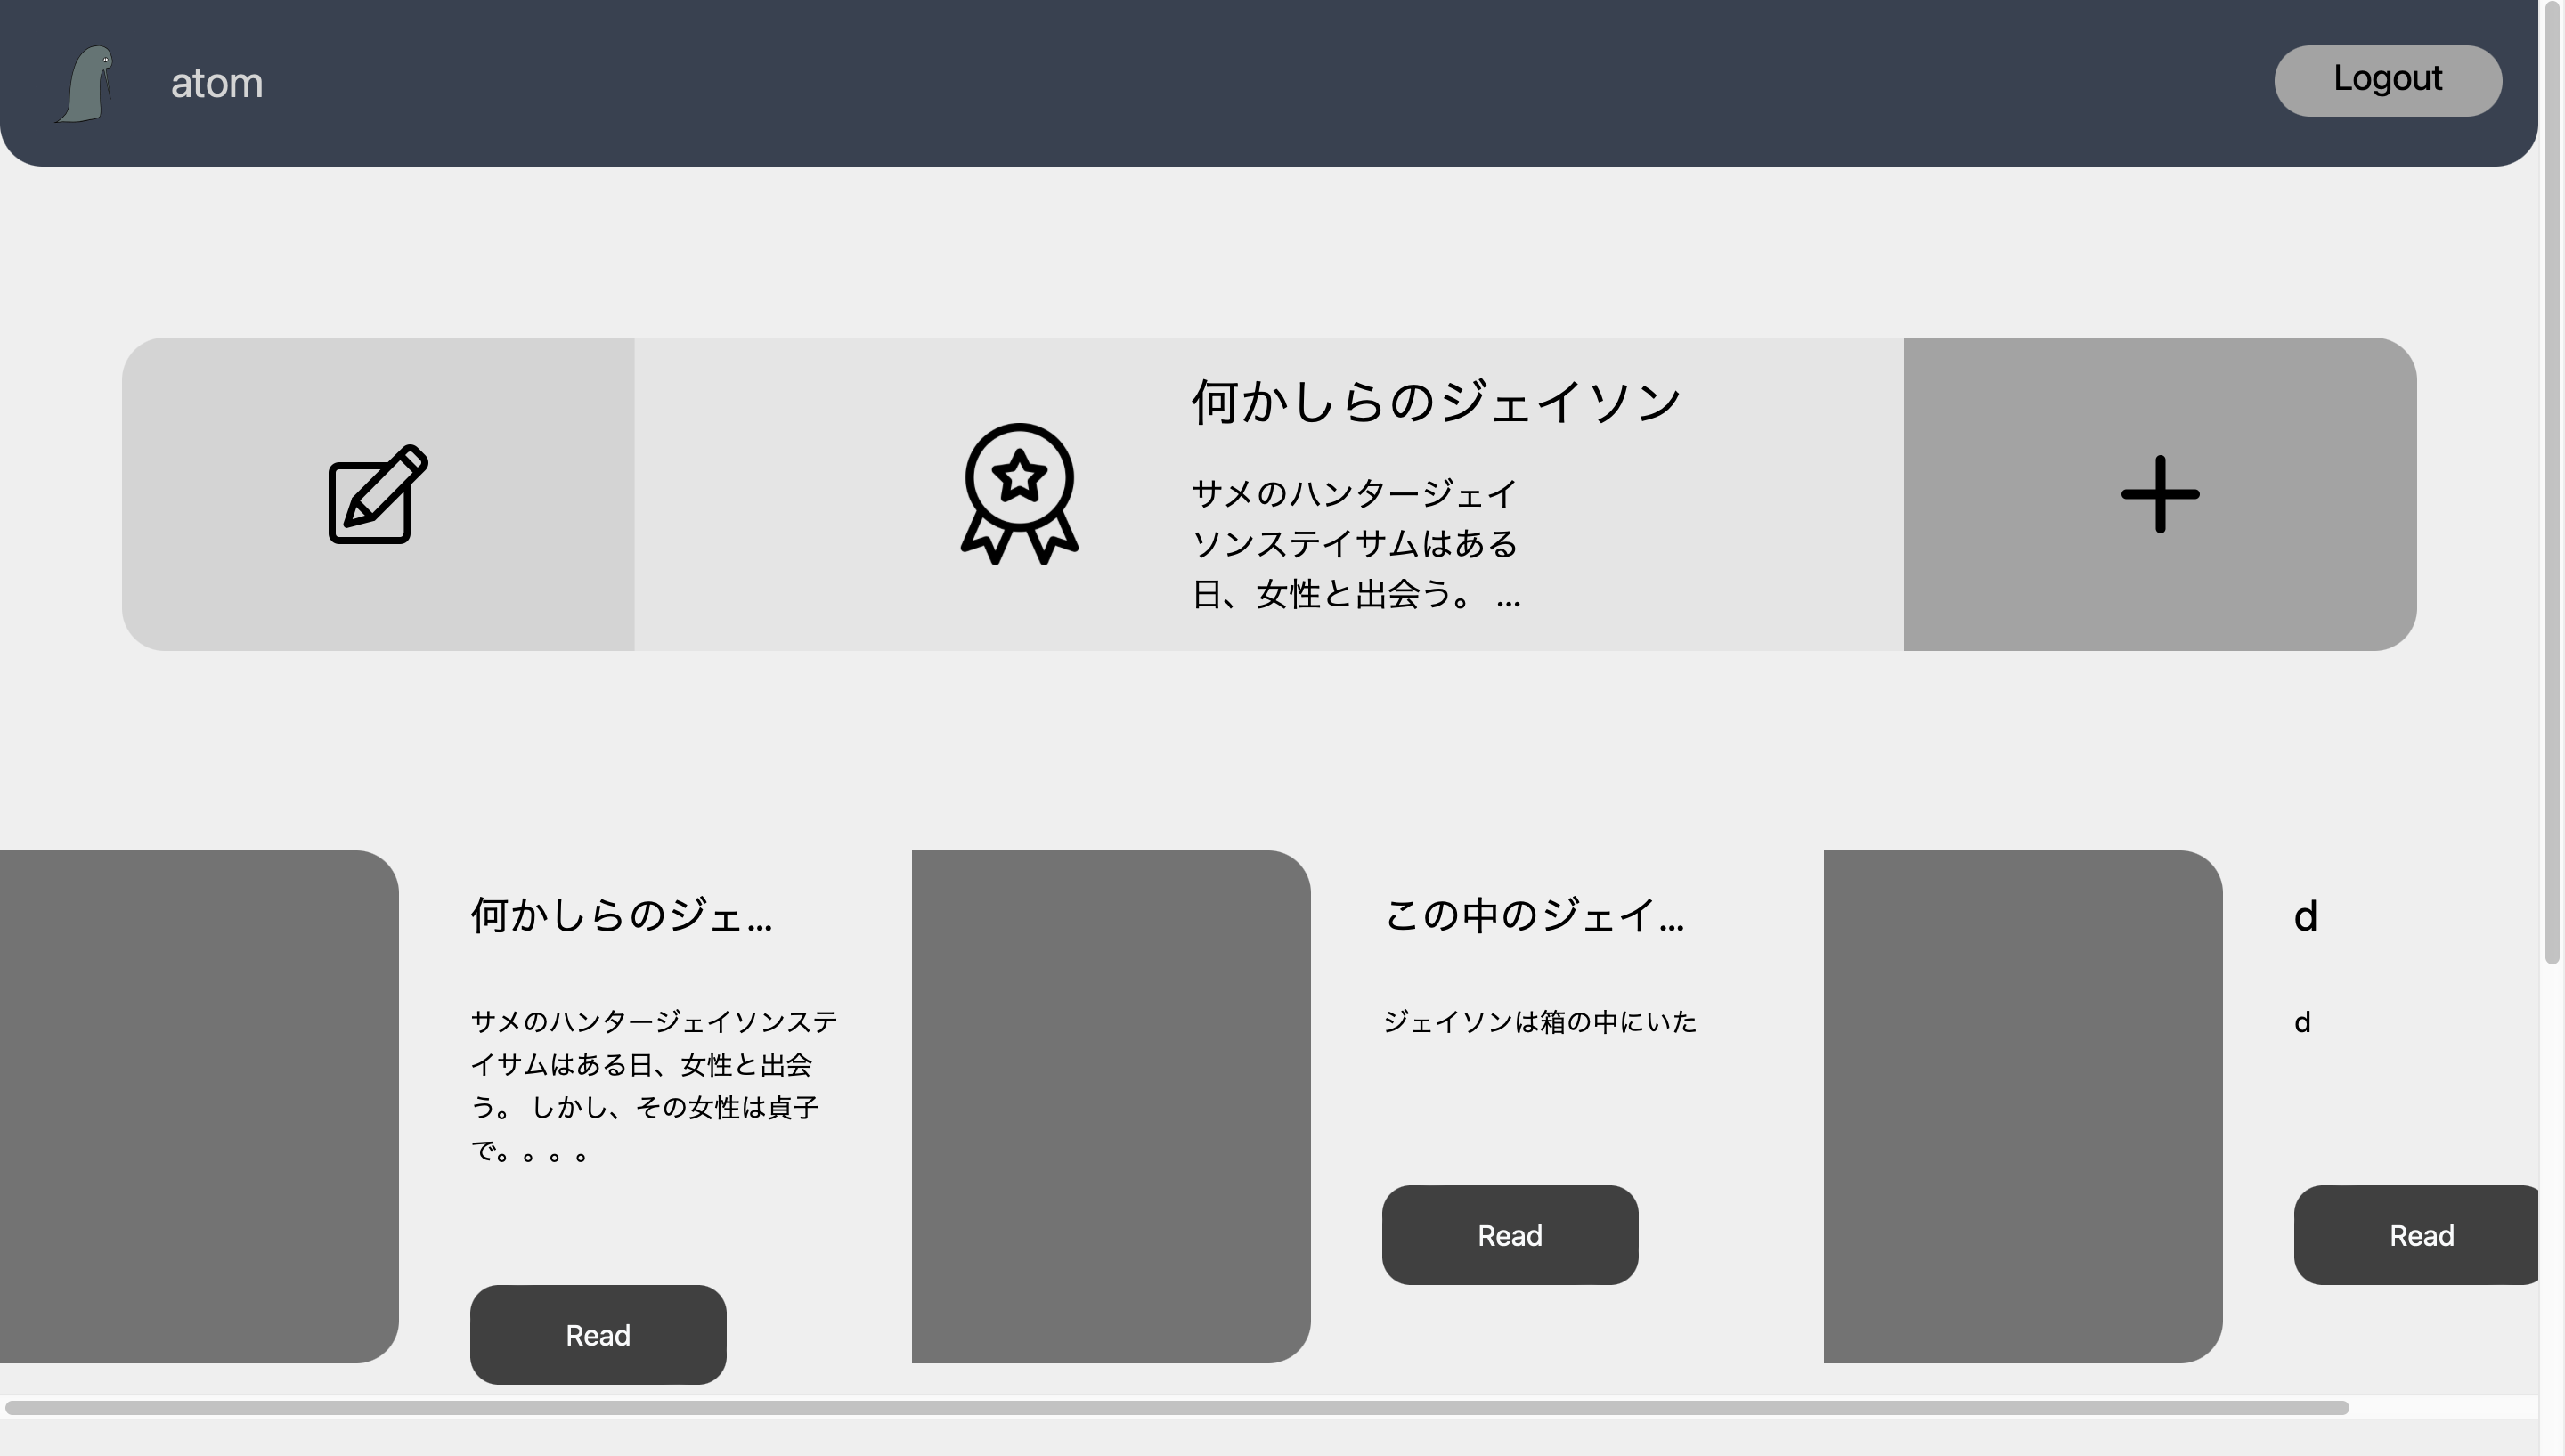 atom
Logout
何かしらのジェイソン
サメのハンタージェイ
ソンステイサムはある
日、女性と出会う。 ...
何かしらのジェ...
サメのハンタージェイソンステ
イサムはある日、女性と出会
う。 しかし、その女性は貞子
で。。。。
Read
この中のジェイ...
ジェイソンは箱の中にいた
Read
d
d
Read